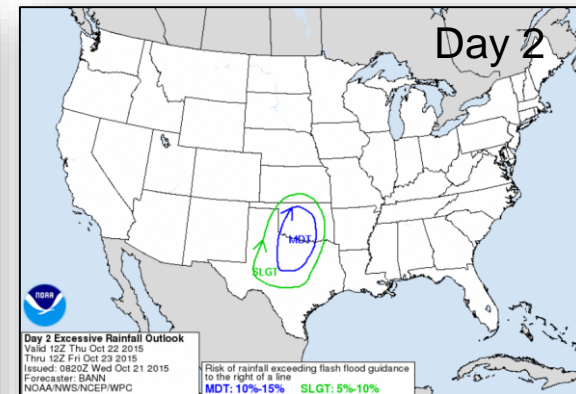 Day 2
MDT
SLGT
NOAA
Day 2 Excessive Rainfall Outlook
Valid 12Z Thu Oct 22 2015
Thru 12Z Fri Oct 23 2015
Issued: 0820Z Wed Oct 21 2015
Forecaster: BANN
NOAA/NWS/NCEP/WPC
Risk of rainfall exceeding flash flood guidance
to the right of a line
MDT: 10%-15% SLGT: 5%-10%